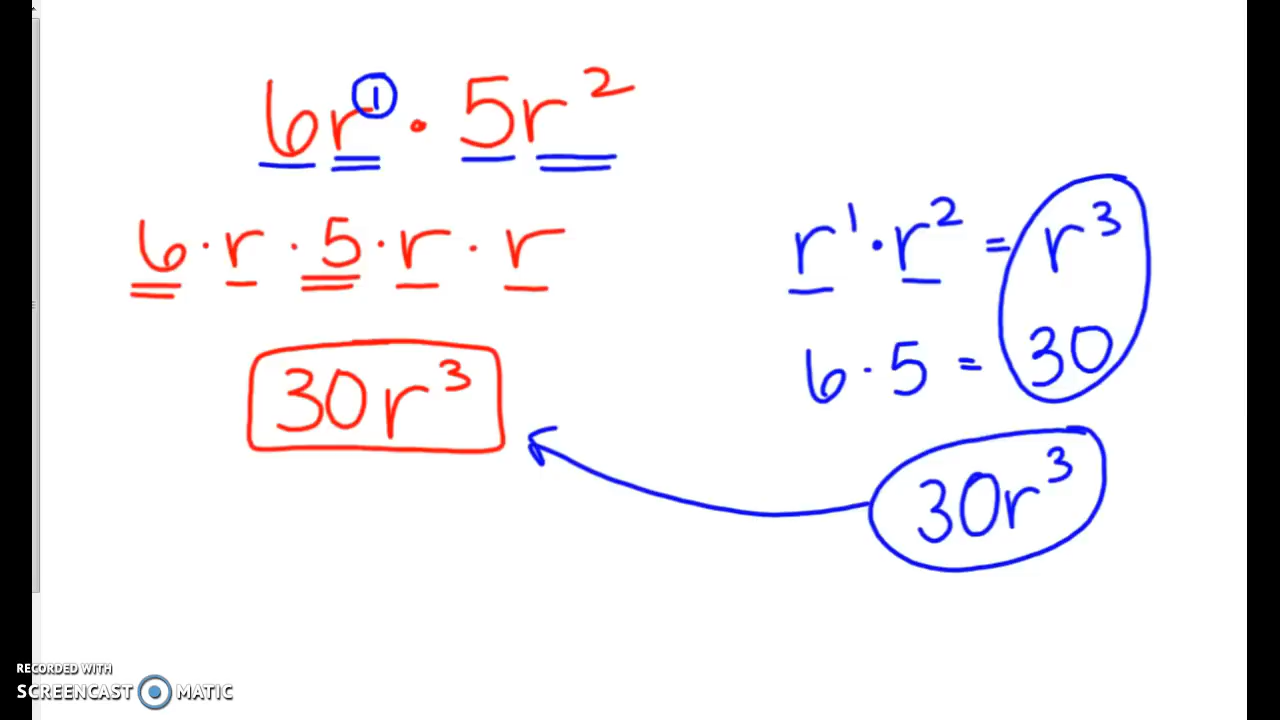 6r¹ · 5r²
6 · r · 5 · r · r
30r³
r¹ · r² = r³
6 · 5 = 30
30r³
RECORDED WITH
SCREENCAST MATIC